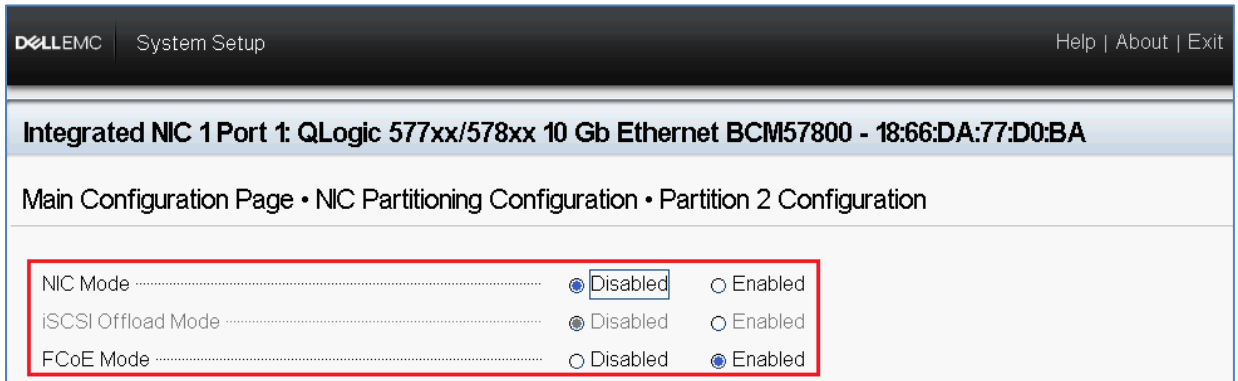 DELLEMC System Setup Help | About | Exit
Integrated NIC 1 Port 1: QLogic 577xx/578xx 10 Gb Ethernet BCM57800 - 18:66:DA:77:D0:BA
Main Configuration Page • NIC Partitioning Configuration • Partition 2 Configuration
NIC Mode Disabled Enabled
iSCSI Offload Mode Disabled Enabled
FCoE Mode Disabled Enabled